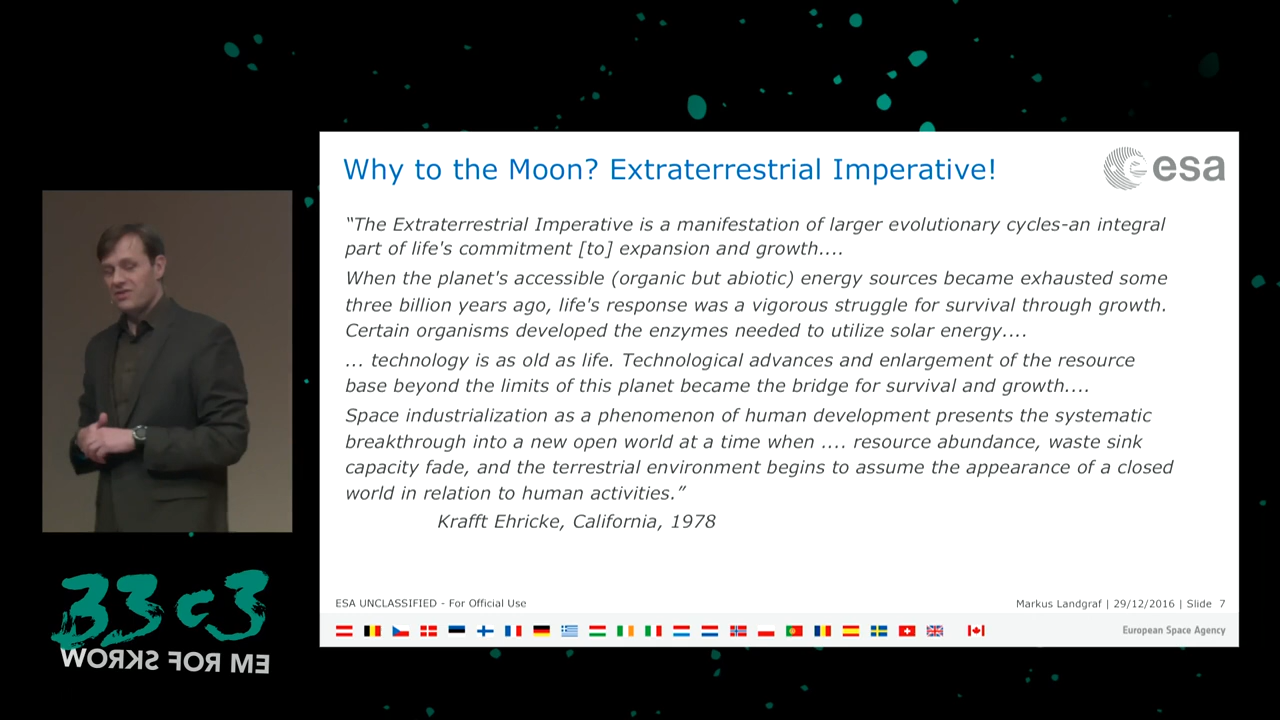 Why to the Moon? Extraterrestrial Imperative!
esa
“The Extraterrestrial Imperative is a manifestation of larger evolutionary cycles-an integral
part of life's commitment [to] expansion and growth....
When the planet's accessible (organic but abiotic) energy sources became exhausted some
three billion years ago, life's response was a vigorous struggle for survival through growth.
Certain organisms developed the enzymes needed to utilize solar energy....
... technology is as old as life. Technological advances and enlargement of the resource
base beyond the limits of this planet became the bridge for survival and growth....
Space industrialization as a phenomenon of human development presents the systematic
breakthrough into a new open world at a time when .... resource abundance, waste sink
capacity fade, and the terrestrial environment begins to assume the appearance of a closed
world in relation to human activities.”
Krafft Ehricke, California, 1978
ESA UNCLASSIFIED - For Official Use
Markus Landgraf | 29/12/2016 | Slide 7
European Space Agency
33c3
WORKS FOR ME